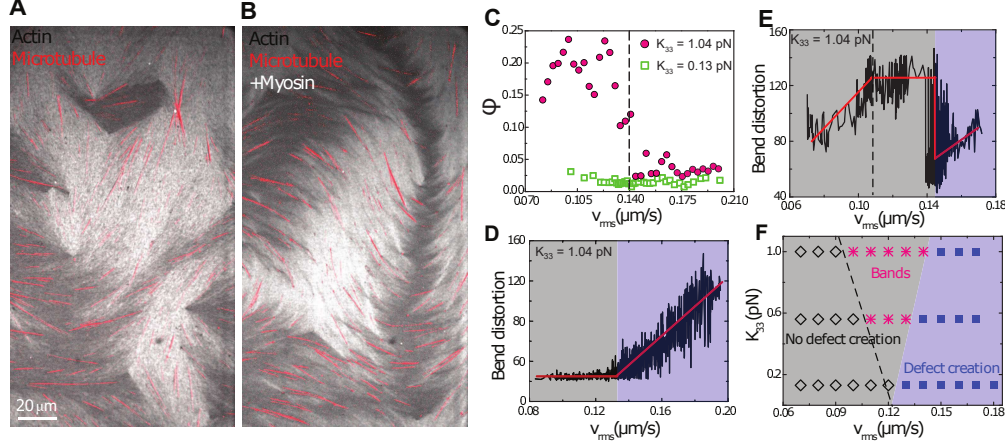 A
Actin
Microtubule
20 μm
B
Actin
Microtubule
+Myosin
C
K33 = 1.04 pN
K33 = 0.13 pN
φ
0.25
0.20
0.15
0.10
0.05
0.00
0.070
0.105
0.140
0.175
0.210
vrms(μm/s)
D
K33 = 1.04 pN
Bend distortion
160
120
80
40
0.08
0.12
0.16
0.20
vrms(μm/s)
E
K33 = 1.04 pN
Bend distortion
160
120
80
40
0.06
0.10
0.14
0.18
vrms(μm/s)
F
Bands
No defect creation
Defect creation
K33 (pN)
1.0
0.6
0.2
0.06
0.09
0.12
0.15
0.18
vrms(μm/s)